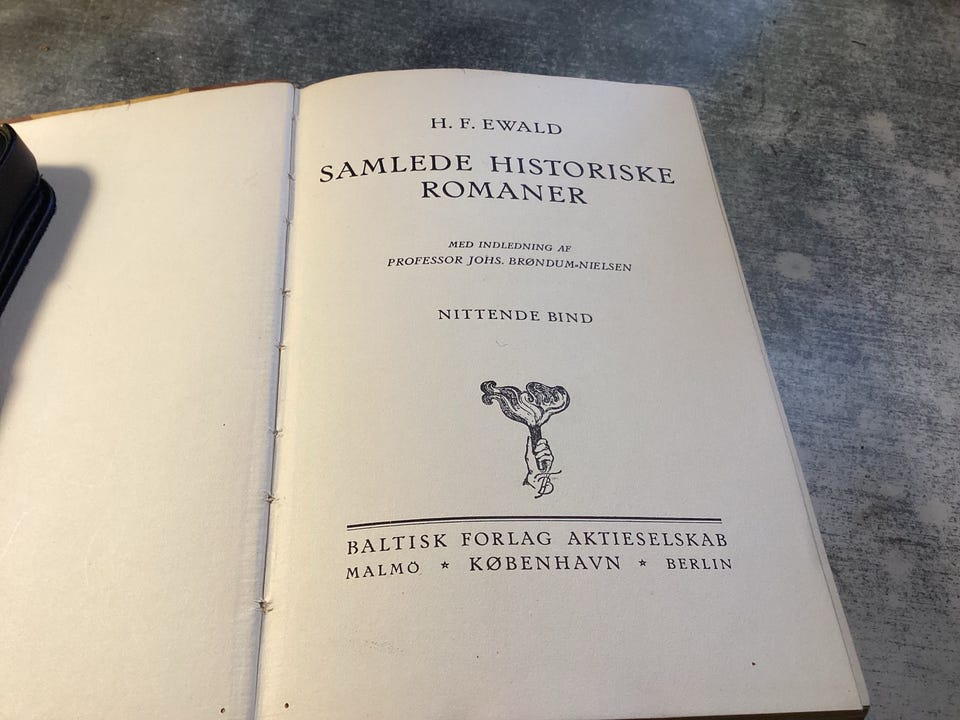 H. F. EWALD
SAMLEDE HISTORISKE
ROMANER
MED INDLEDNING AF
PROFESSOR JOHS. BRØNDUM-NIELSEN
NITTENDE BIND
BALTISK FORLAG AKTIESELSKAB
MALMÖ ★ KØBENHAVN ★ BERLIN